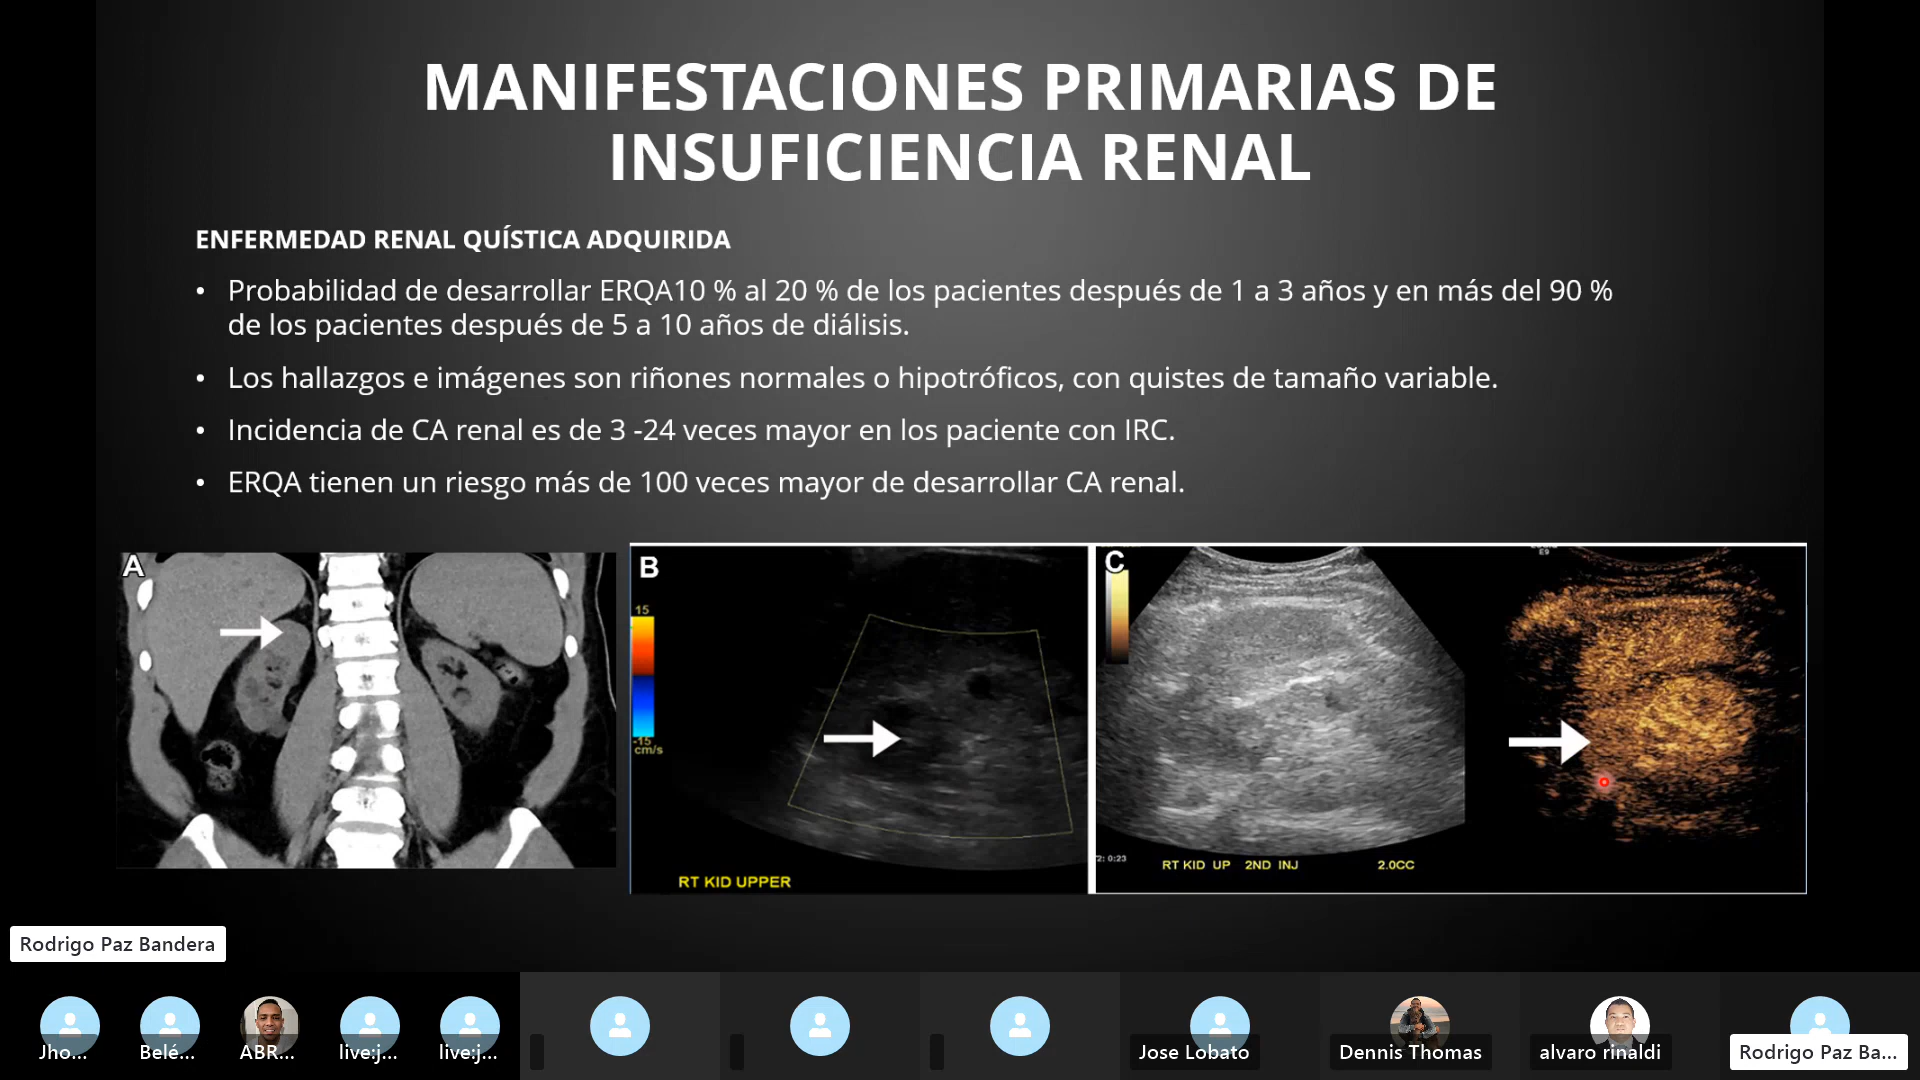 MANIFESTACIONES PRIMARIAS DE
INSUFICIENCIA RENAL
ENFERMEDAD RENAL QUÍSTICA ADQUIRIDA
• Probabilidad de desarrollar ERQA10 % al 20 % de los pacientes después de 1 a 3 años y en más del 90 %
de los pacientes después de 5 a 10 años de diálisis.
• Los hallazgos e imágenes son riñones normales o hipotróficos, con quistes de tamaño variable.
• Incidencia de CA renal es de 3 -24 veces mayor en los paciente con IRC.
• ERQA tienen un riesgo más de 100 veces mayor de desarrollar CA renal.
A
B
15
-15
cm/s
RT KID UPPER
C
E9
2: 0:23
RT KID UP 2ND INJ 2.0CC
Rodrigo Paz Bandera
Jho...
Belé...
ABR...
live:j...
live:j...
Jose Lobato
Dennis Thomas
alvaro rinaldi
Rodrigo Paz Ba...